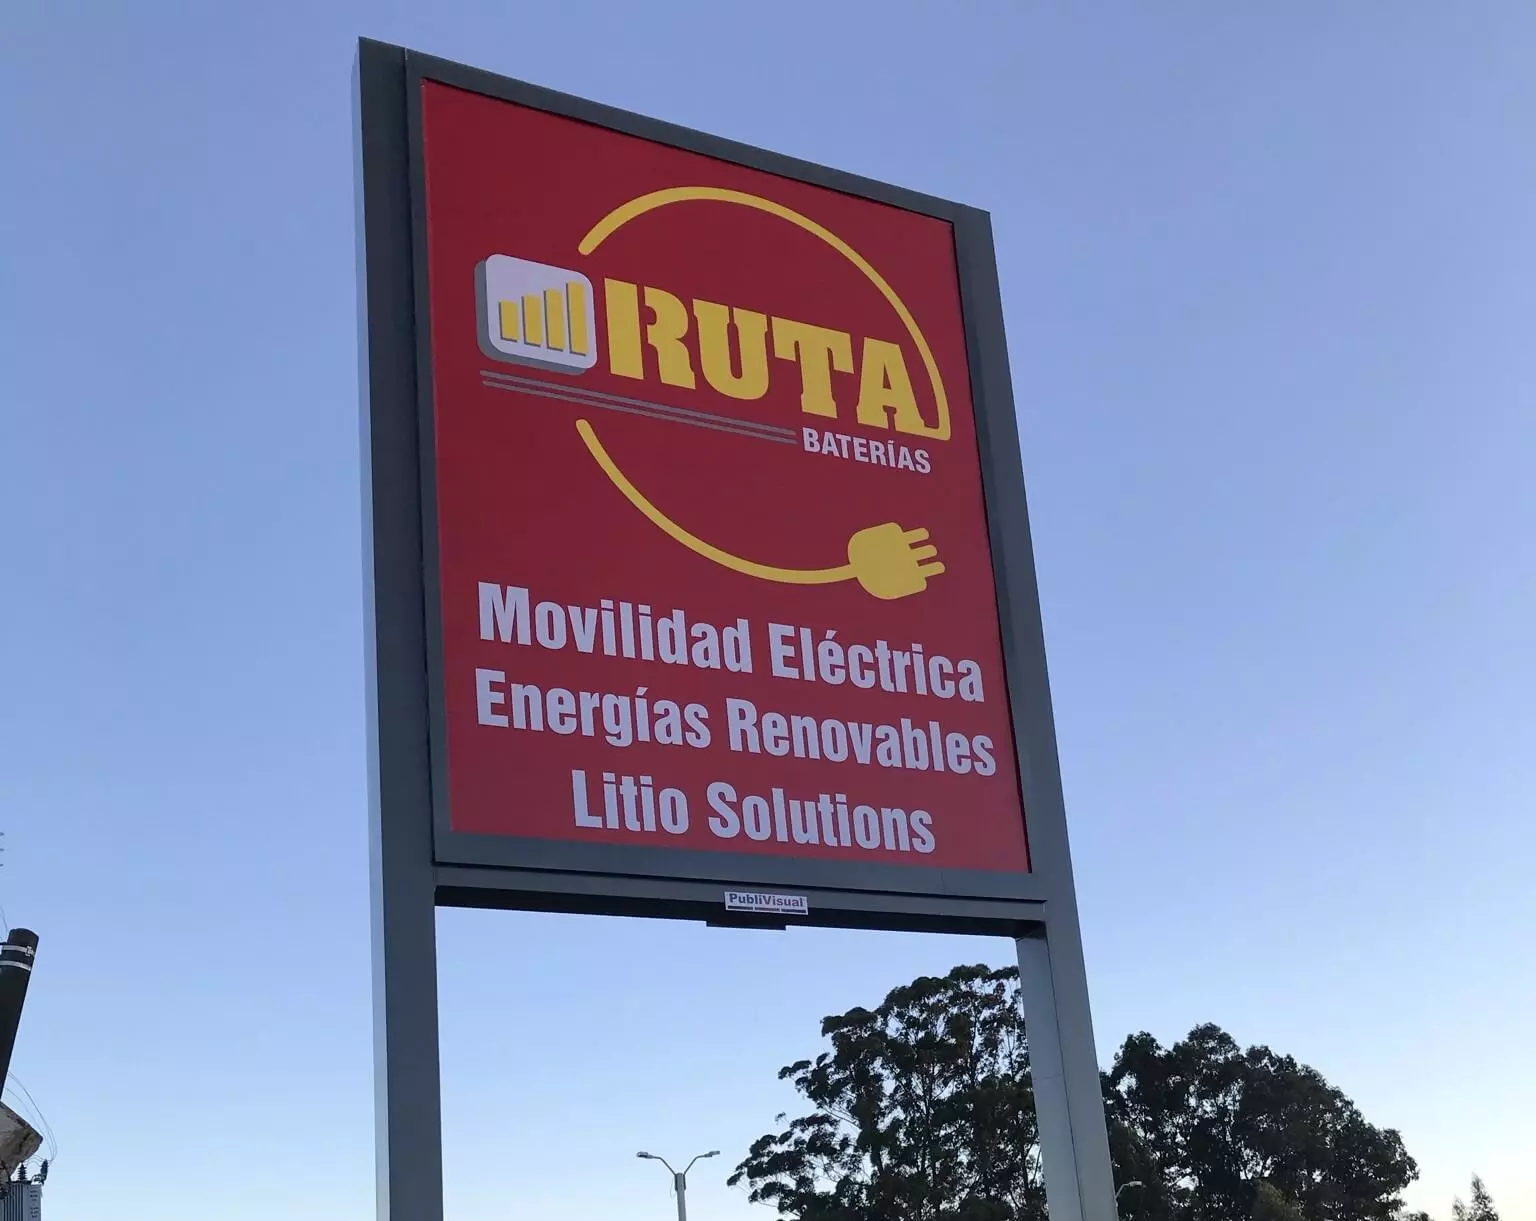 RUTA
BATERÍAS
Movilidad Eléctrica
Energías Renovables
Litio Solutions
PubliVisual